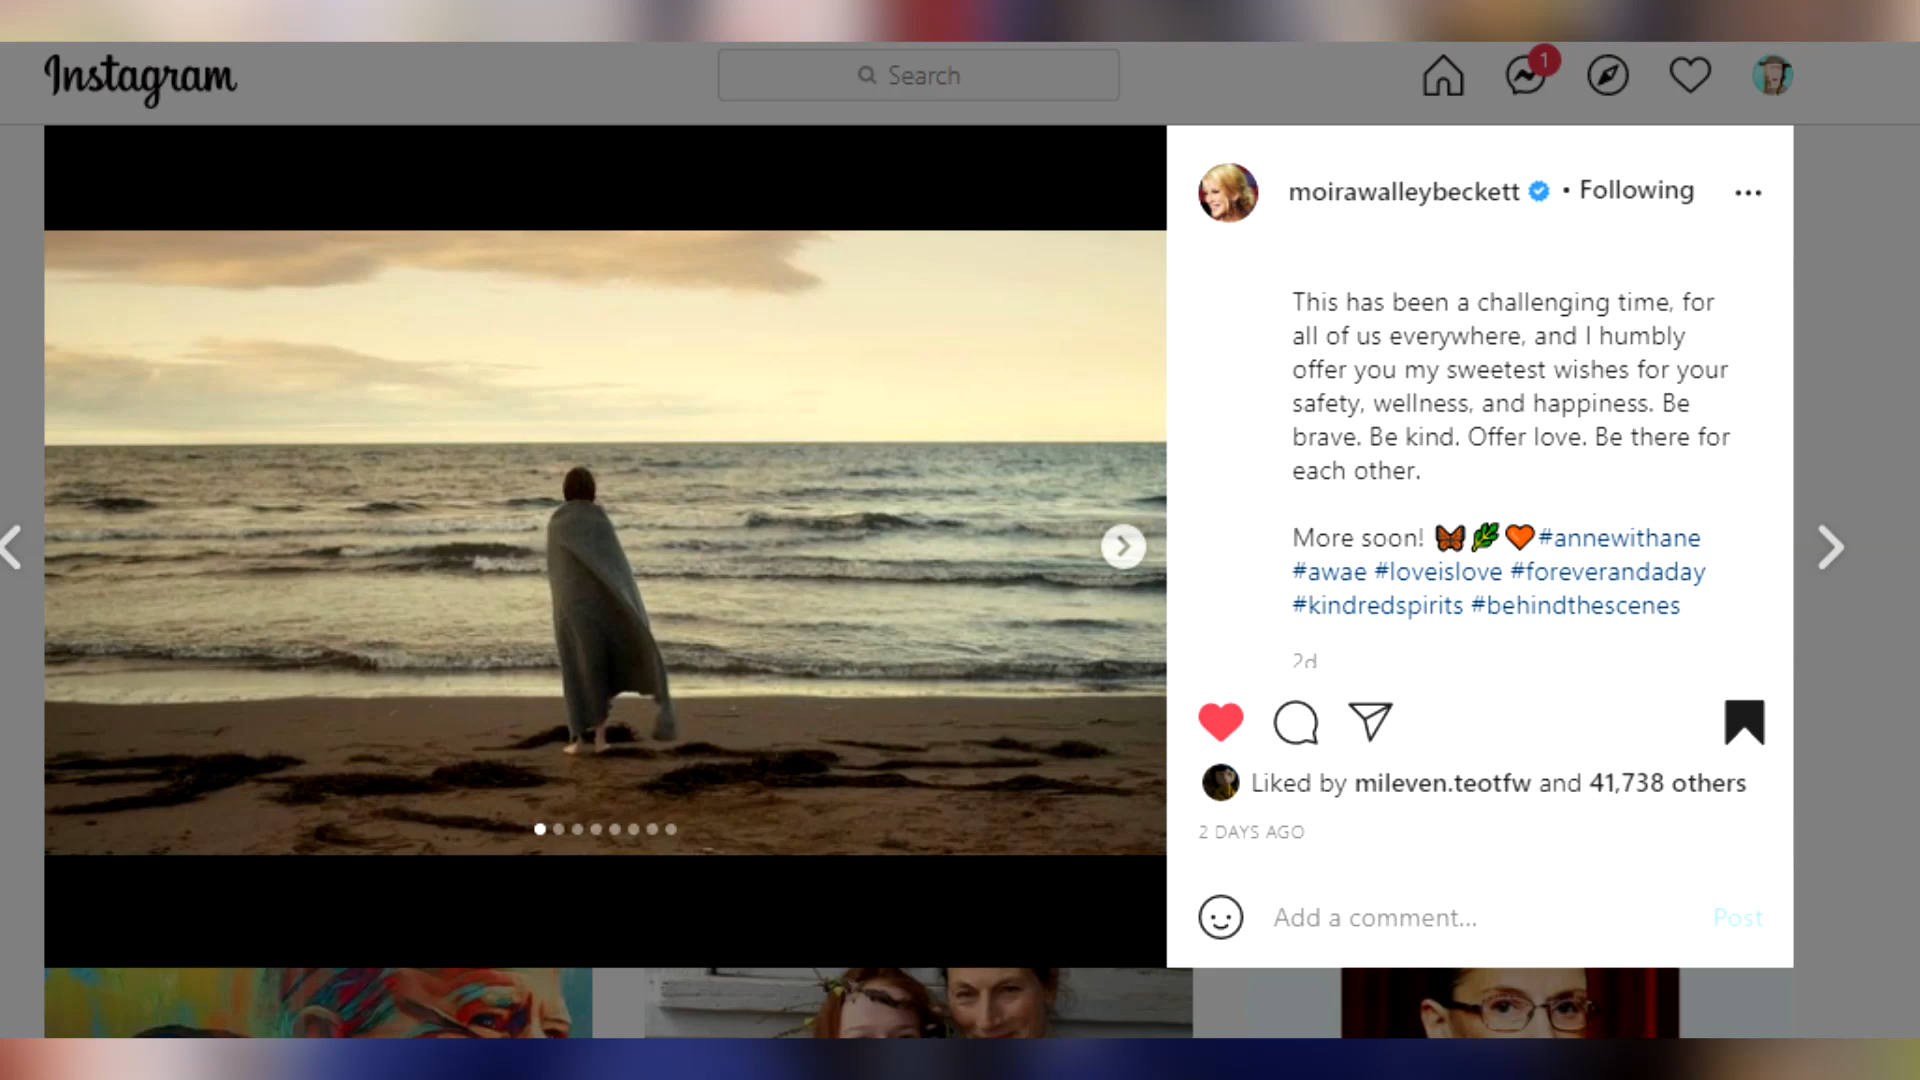 Instagram
Search
1
moirawalleybeckett • Following
This has been a challenging time, for
all of us everywhere, and I humbly
offer you my sweetest wishes for your
safety, wellness, and happiness. Be
brave. Be kind. Offer love. Be there for
each other.
More soon! 🦋🌿🧡#annewithane
#awae #loveislove #foreverandaday
#kindredspirits #behindthescenes
2d
Liked by mileven.teotfw and 41,738 others
2 DAYS AGO
Add a comment...
Post